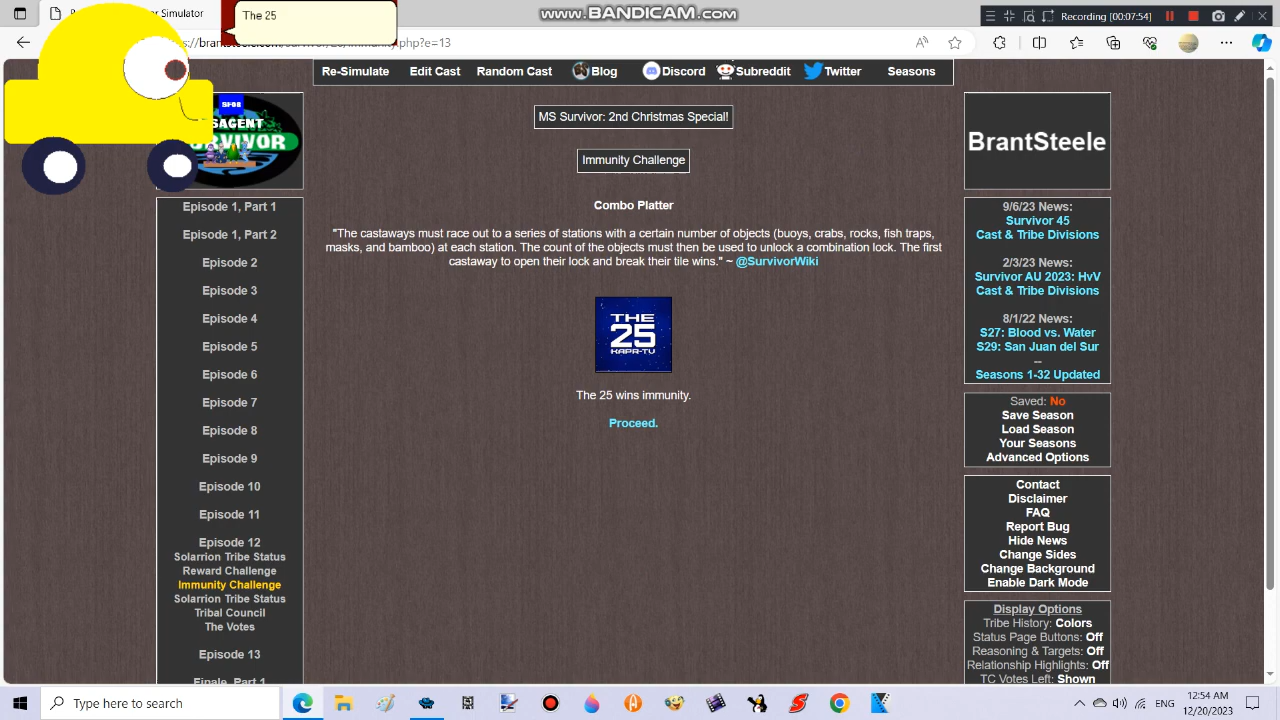 The 25
www.BANDICAM.com
Recording [00:07:54]
brantsteele.com/survivor/26/immunity.php?e=13
Re-Simulate Edit Cast Random Cast Blog Discord Subreddit Twitter Seasons
SFGB
SAGENT
SURVIVOR
Episode 1, Part 1
Episode 1, Part 2
Episode 2
Episode 3
Episode 4
Episode 5
Episode 6
Episode 7
Episode 8
Episode 9
Episode 10
Episode 11
Episode 12
Solarrion Tribe Status
Reward Challenge
Immunity Challenge
Solarrion Tribe Status
Tribal Council
The Votes
Episode 13
Finale, Part 1
MS Survivor: 2nd Christmas Special!
Immunity Challenge
Combo Platter
"The castaways must race out to a series of stations with a certain number of objects (buoys, crabs, rocks, fish traps,
masks, and bamboo) at each station. The count of the objects must then be used to unlock a combination lock. The first
castaway to open their lock and break their tile wins." ~ @SurvivorWiki
THE
25
KAPR-TV
The 25 wins immunity.
Proceed.
BrantSteele
9/6/23 News:
Survivor 45
Cast & Tribe Divisions
2/3/23 News:
Survivor AU 2023: HvV
Cast & Tribe Divisions
8/1/22 News:
S27: Blood vs. Water
S29: San Juan del Sur
---
Seasons 1-32 Updated
Saved: No
Save Season
Load Season
Your Seasons
Advanced Options
Contact
Disclaimer
FAQ
Report Bug
Hide News
Change Sides
Change Background
Enable Dark Mode
Display Options
Tribe History: Colors
Status Page Buttons: Off
Reasoning & Targets: Off
Relationship Highlights: Off
TC Votes Left: Shown
Type here to search
ENG
12:54 AM
12/20/2023